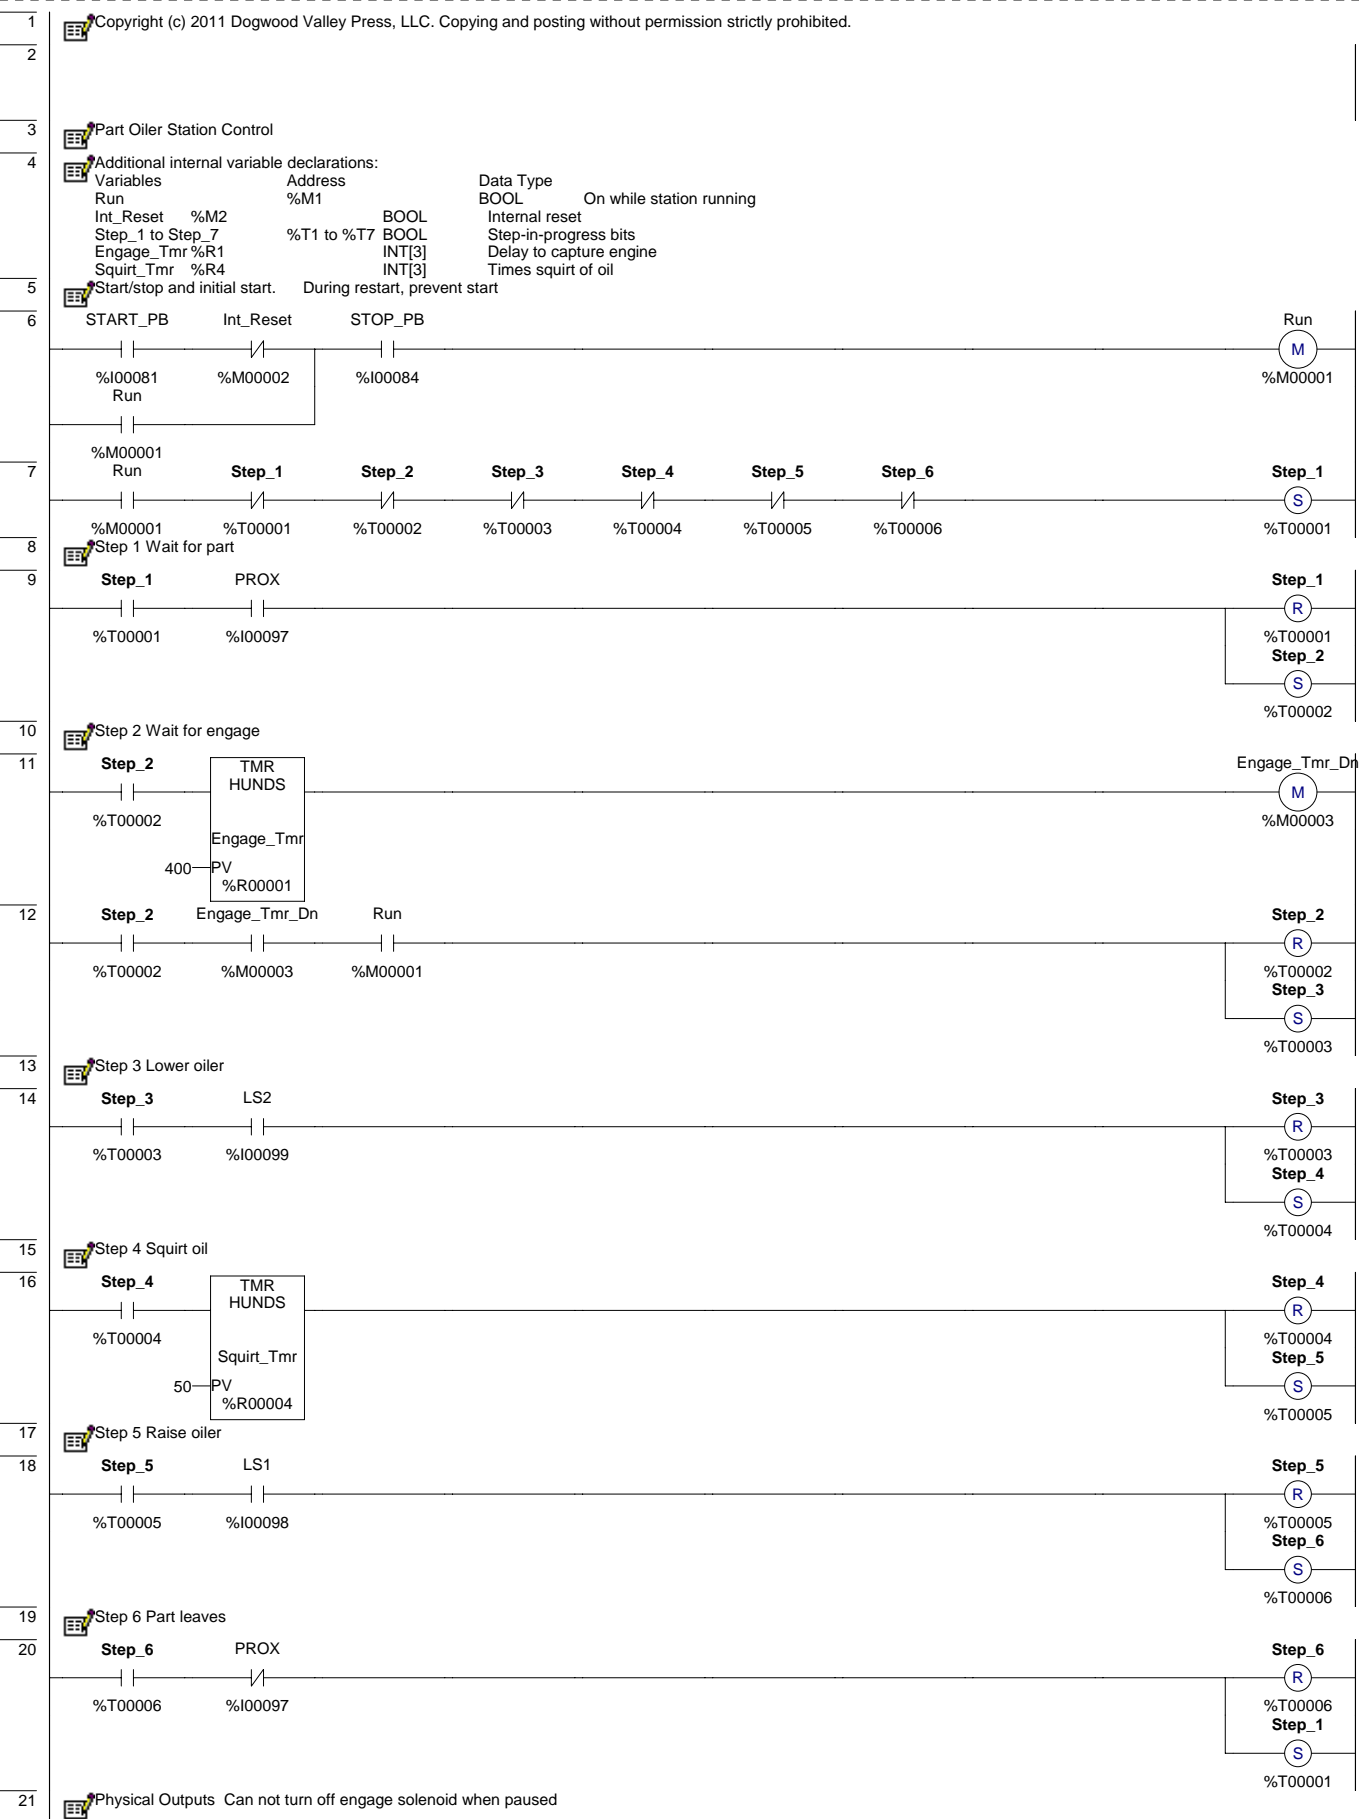 1 Copyright (c) 2011 Dogwood Valley Press, LLC. Copying and posting without permission strictly prohibited.
2
3 Part Oiler Station Control
4 Additional internal variable declarations:
Variables Address Data Type
Run %M1 BOOL On while station running
Int_Reset %M2 BOOL Internal reset
Step_1 to Step_7 %T1 to %T7 BOOL Step-in-progress bits
Engage_Tmr %R1 INT[3] Delay to capture engine
Squirt_Tmr %R4 INT[3] Times squirt of oil
5 Start/stop and initial start. During restart, prevent start
6 START_PB Int_Reset STOP_PB Run
M
%I00081 %M00002 %I00084 %M00001
Run
%M00001
7 Run Step_1 Step_2 Step_3 Step_4 Step_5 Step_6 Step_1
S
%M00001 %T00001 %T00002 %T00003 %T00004 %T00005 %T00006 %T00001
8 Step 1 Wait for part
9 Step_1 PROX Step_1
R
%T00001 %I00097 %T00001
Step_2
S
%T00002
10 Step 2 Wait for engage
11 Step_2 TMR Engage_Tmr_Dn
HUNDS M
%T00002 %M00003
Engage_Tmr
400 PV
%R00001
12 Step_2 Engage_Tmr_Dn Run Step_2
R
%T00002 %M00003 %M00001 %T00002
Step_3
S
%T00003
13 Step 3 Lower oiler
14 Step_3 LS2 Step_3
R
%T00003 %I00099 %T00003
Step_4
S
%T00004
15 Step 4 Squirt oil
16 Step_4 TMR Step_4
HUNDS R
%T00004 %T00004
Squirt_Tmr Step_5
50 PV S
%R00004 %T00005
17 Step 5 Raise oiler
18 Step_5 LS1 Step_5
R
%T00005 %I00098 %T00005
Step_6
S
%T00006
19 Step 6 Part leaves
20 Step_6 PROX Step_6
R
%T00006 %I00097 %T00006
Step_1
S
%T00001
21 Physical Outputs Can not turn off engage solenoid when paused